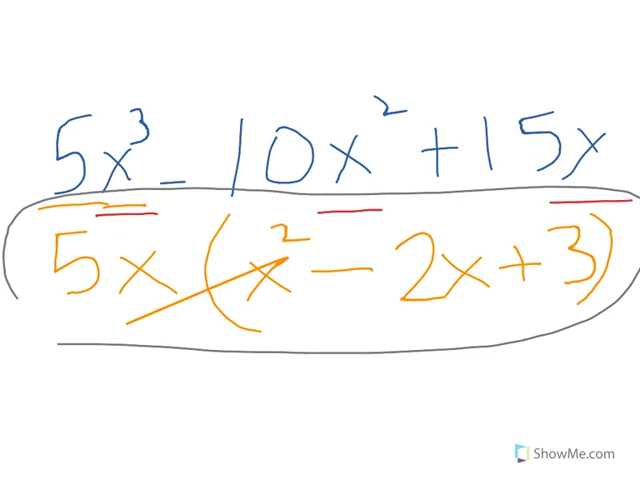 5x³ - 10x² + 15x
5x (x² - 2x + 3)
ShowMe.com